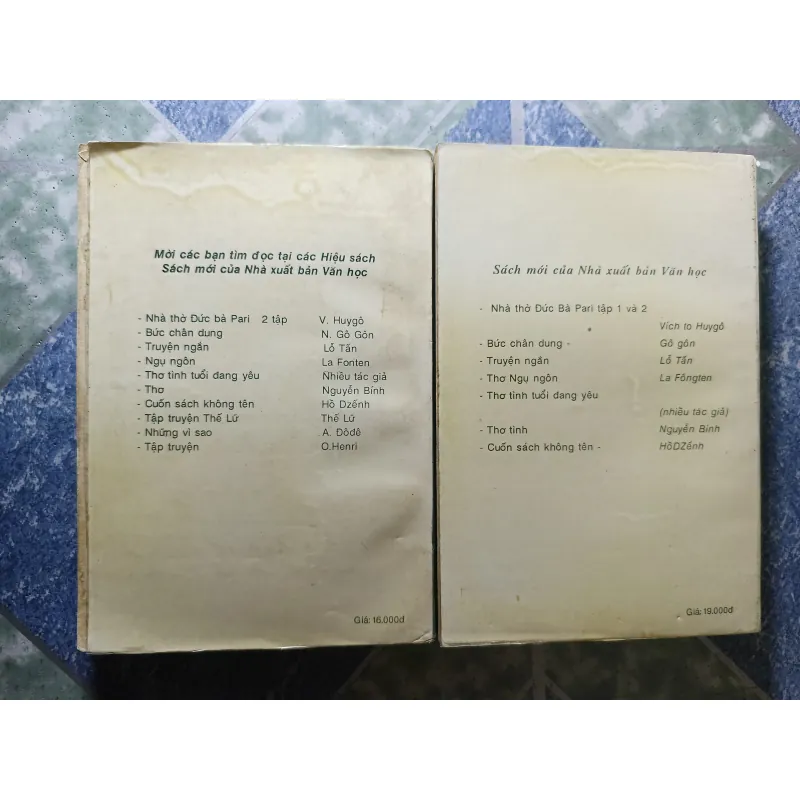 Mời các bạn tìm đọc tại các Hiệu sách
Sách mới của Nhà xuất bản Văn học
- Nhà thờ Đức bà Pari 2 tập V. Huygô
- Bức chân dung N. Gô Gôn
- Truyện ngắn Lỗ Tấn
- Ngụ ngôn La Fonten
- Thơ tình tuổi đang yêu Nhiều tác giả
- Thơ Nguyễn Bính
- Cuốn sách không tên Hồ Dzếnh
- Tập truyện Thế Lữ Thế Lữ
- Những vì sao A. Đôđê
- Tập truyện O.Henri
Giá: 16.000đ
Sách mới của Nhà xuất bản Văn học
- Nhà thờ Đức Bà Pari tập 1 và 2
Vich to Huygô
- Bức chân dung - Gô gôn
- Truyện ngắn Lỗ Tấn
- Thơ Ngụ ngôn La Fôngten
- Thơ tình tuổi đang yêu
(nhiều tác giả)
- Thơ tình Nguyễn Bính
- Cuốn sách không tên - HồDZếnh
Giá: 19.000đ